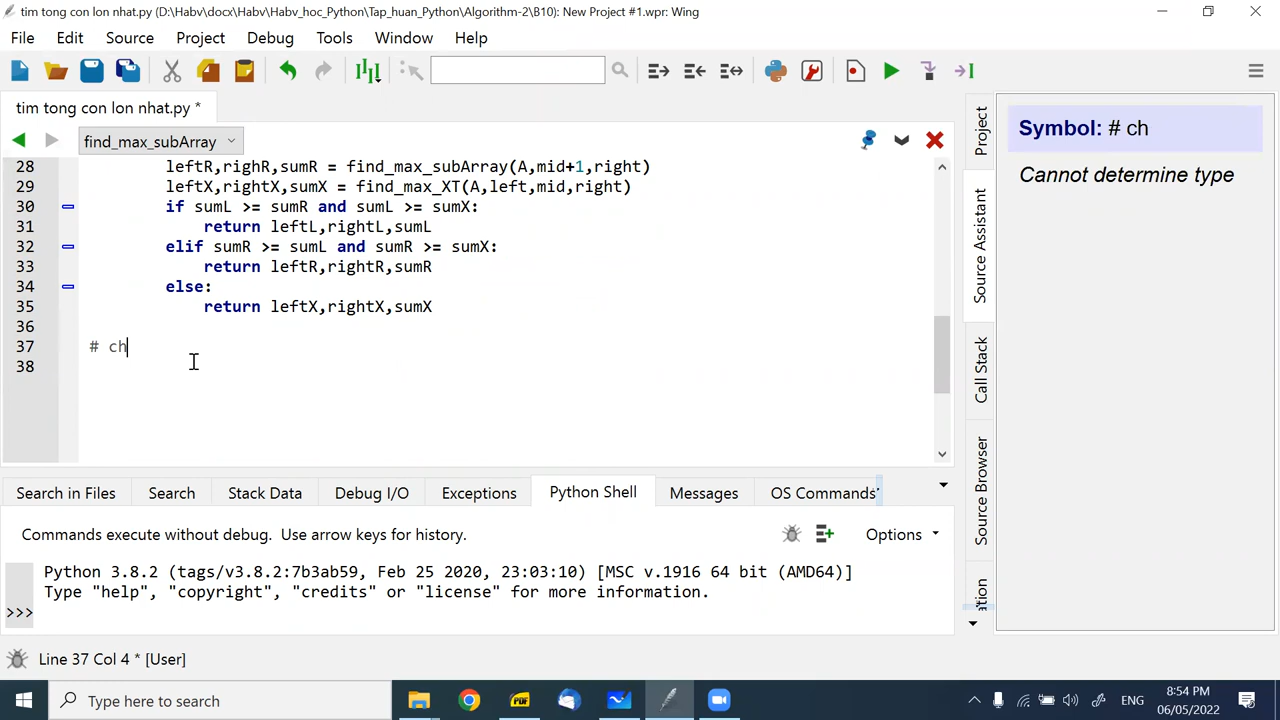 tim tong con lon nhat.py (D:\Habv\docx\Habv\Habv_hoc_Python\Tap_huan_Python\Algorithm-2\B10): New Project #1.wpr: Wing
File Edit Source Project Debug Tools Window Help
tim tong con lon nhat.py *
find_max_subArray
28 leftR,righR,sumR = find_max_subArray(A,mid+1,right)
29 leftX,rightX,sumX = find_max_XT(A,left,mid,right)
30 if sumL >= sumR and sumL >= sumX:
31 return leftL,rightL,sumL
32 elif sumR >= sumL and sumR >= sumX:
33 return leftR,rightR,sumR
34 else:
35 return leftX,rightX,sumX
36
37 # ch
38
Project
Source Assistant
Call Stack
Source Browser
Symbol: # ch
Cannot determine type
Search in Files Search Stack Data Debug I/O Exceptions Python Shell Messages OS Commands
Commands execute without debug. Use arrow keys for history.
Options
Python 3.8.2 (tags/v3.8.2:7b3ab59, Feb 25 2020, 23:03:10) [MSC v.1916 64 bit (AMD64)]
Type "help", "copyright", "credits" or "license" for more information.
>>>
Line 37 Col 4 * [User]
Type here to search
PDF
ENG
8:54 PM
06/05/2022